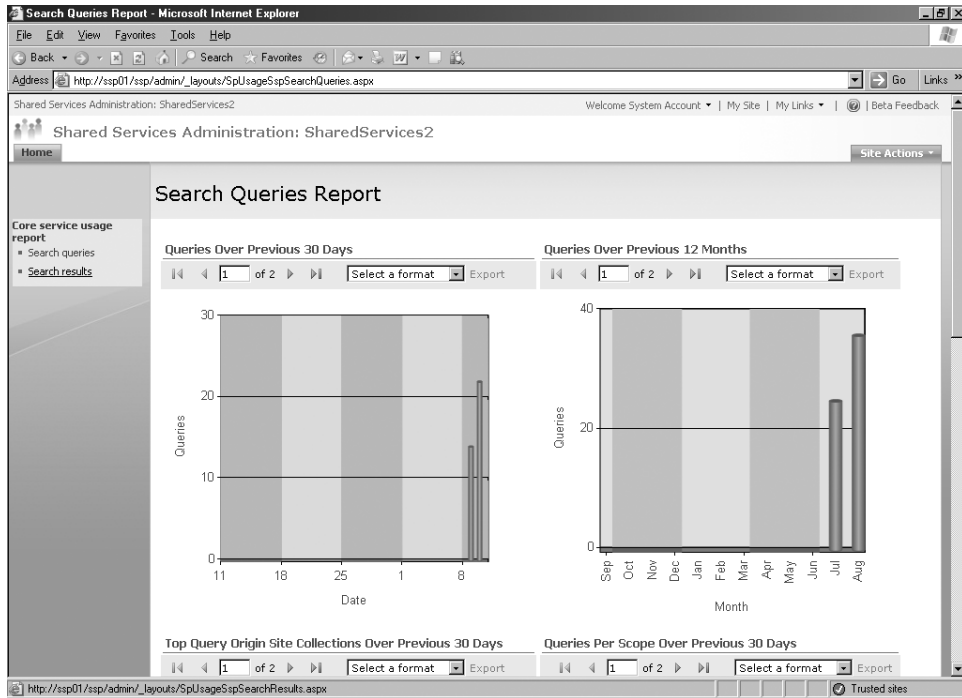 Search Queries Report - Microsoft Internet Explorer
File Edit View Favorites Tools Help
Back Search Favorites
Address http://ssp01/ssp/admin/_layouts/SpUsageSspSearchQueries.aspx Go Links »
Shared Services Administration: SharedServices2 Welcome System Account | My Site | My Links | Beta Feedback
Shared Services Administration: SharedServices2
Home Site Actions
Search Queries Report
Core service usage
report
Search queries
Search results
Queries Over Previous 30 Days
1 of 2 Select a format Export
30
20
10
0
Queries
11 18 25 1 8
Date
Queries Over Previous 12 Months
1 of 2 Select a format Export
40
20
0
Queries
Sep Oct Nov Dec Jan Feb Mar Apr May Jun Jul Aug
Month
Top Query Origin Site Collections Over Previous 30 Days
1 of 2 Select a format Export
Queries Per Scope Over Previous 30 Days
1 of 2 Select a format Export
http://ssp01/ssp/admin/_layouts/SpUsageSspSearchResults.aspx Trusted sites